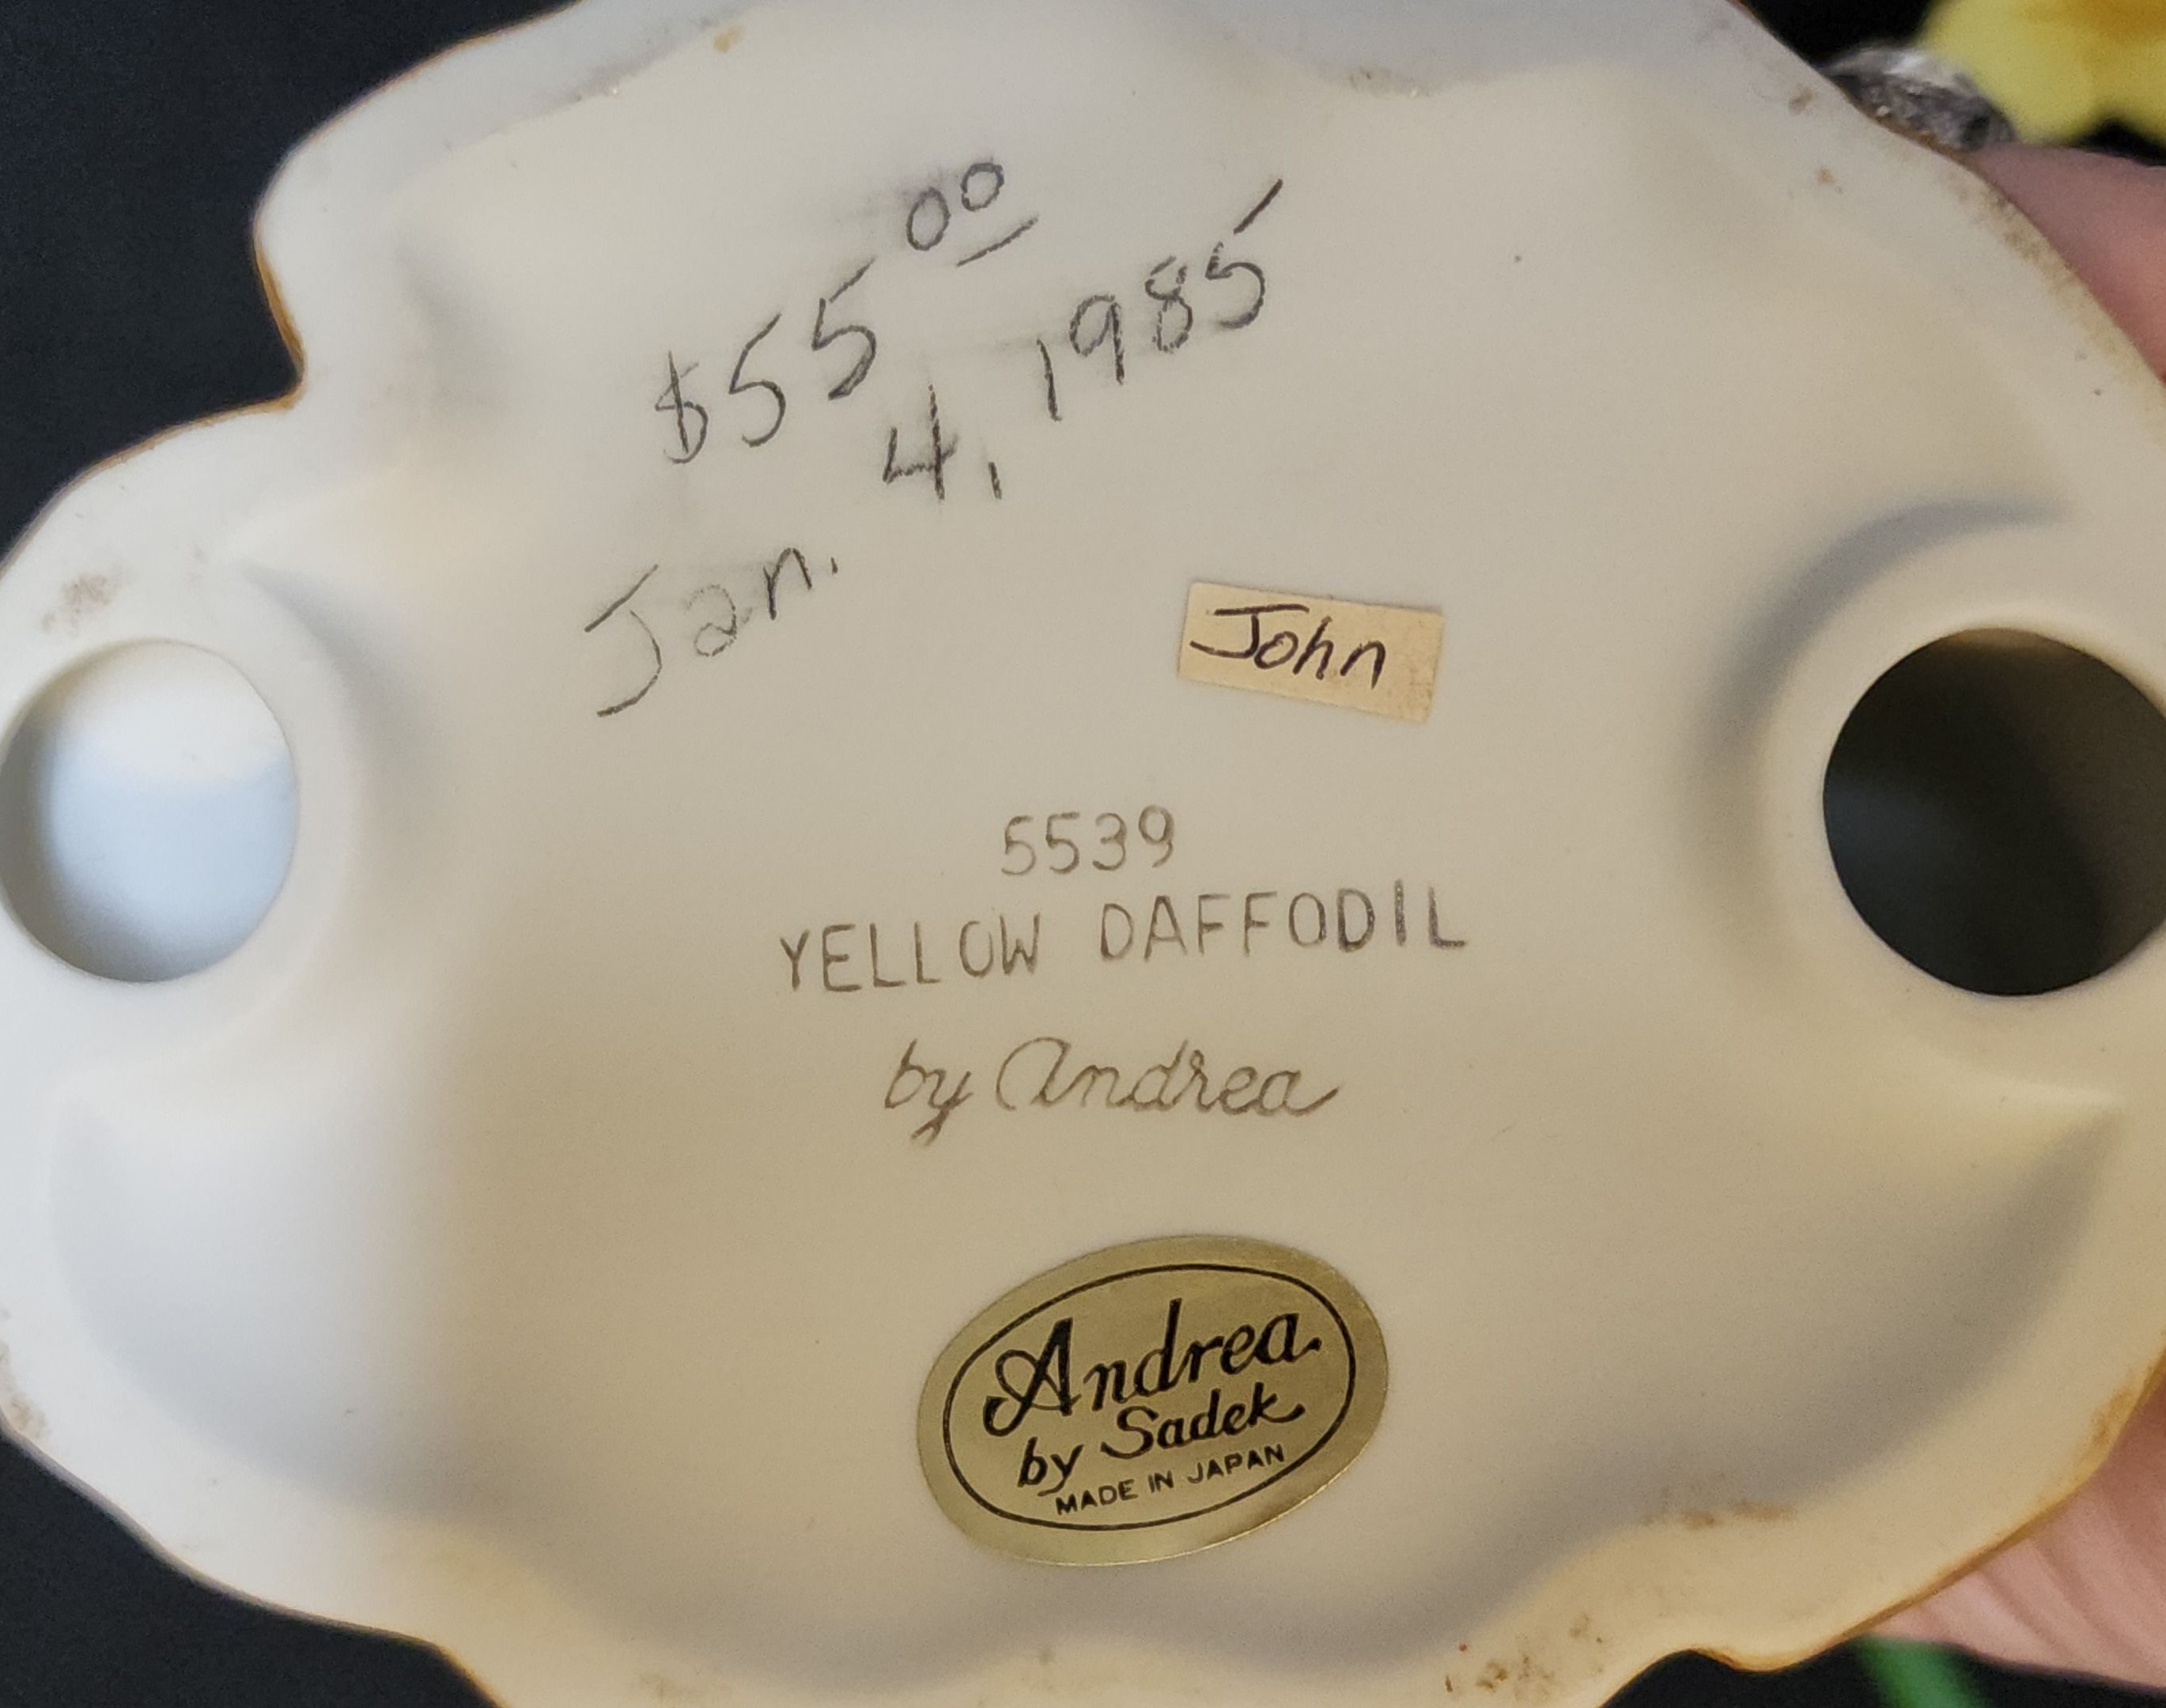 $55 00
Jan. 4, 1985
John
5539
YELLOW DAFFODIL
by Andrea
Andrea
by Sadek
MADE IN JAPAN